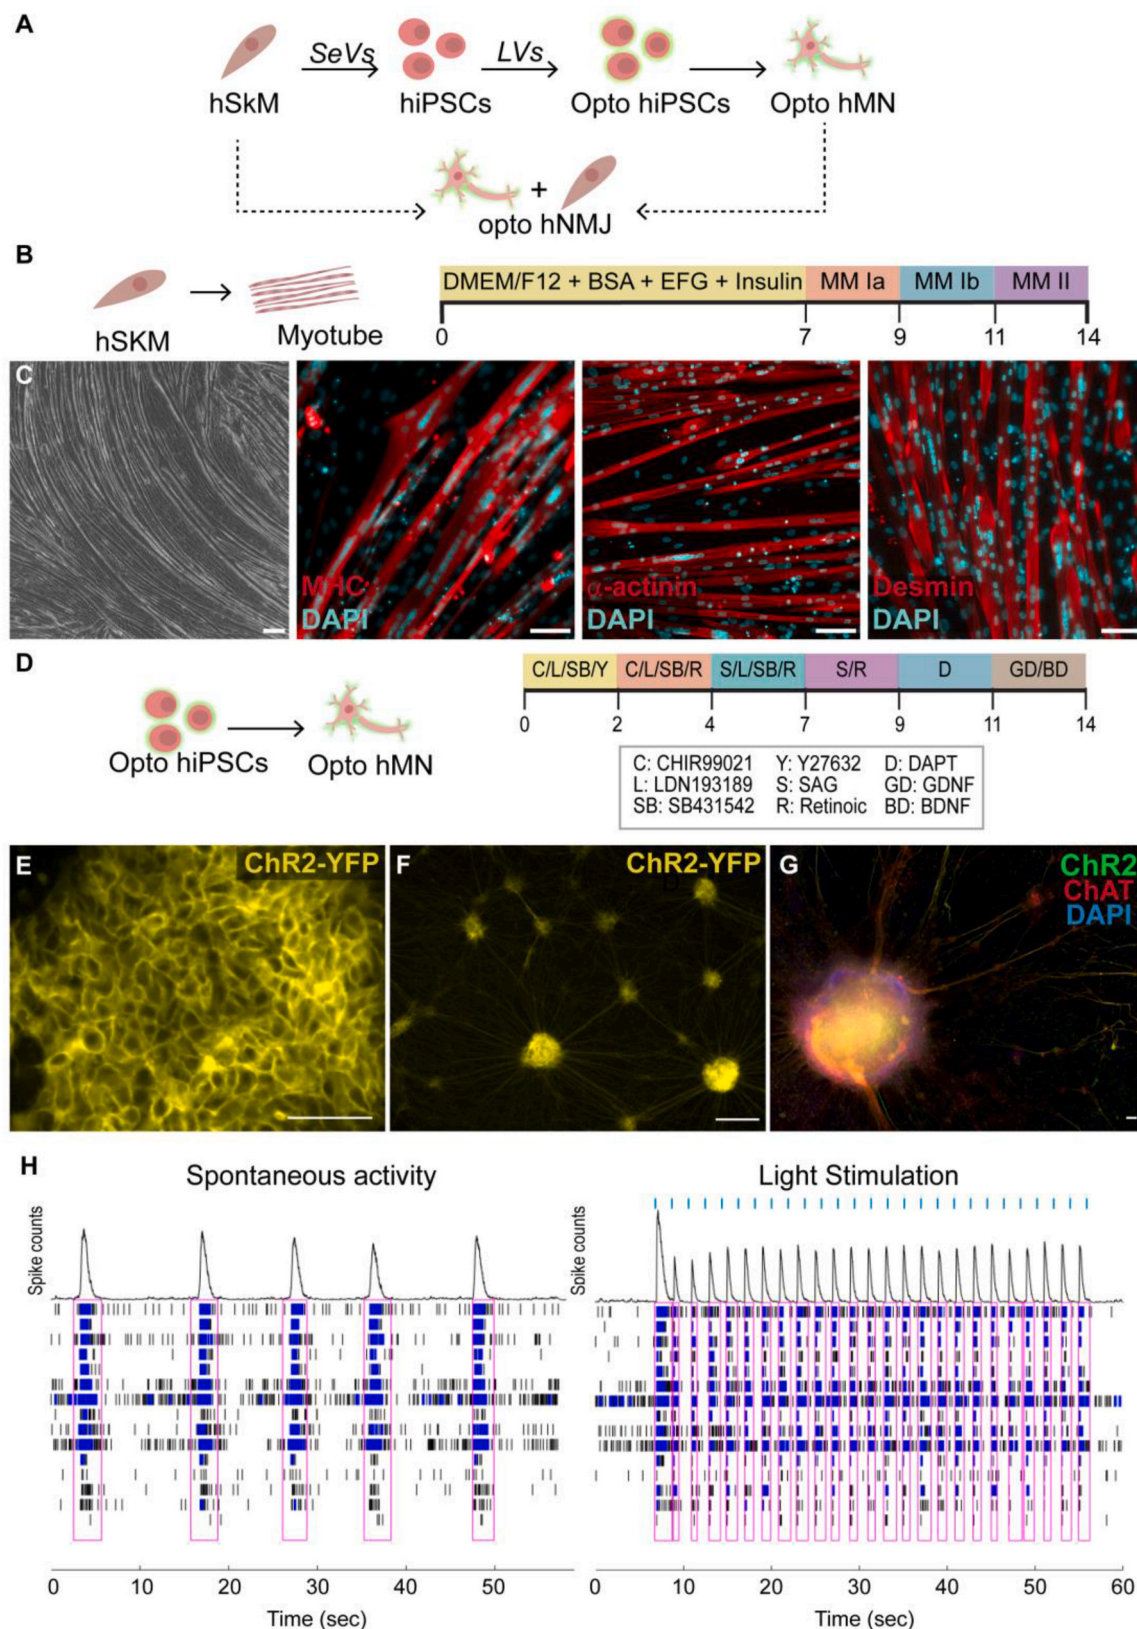 A
SeVs
LVs
hSkM
hiPSCs
Opto hiPSCs
Opto hMN
+
opto hNMJ
B
DMEM/F12 + BSA + EFG + Insulin
MM Ia
MM Ib
MM II
hSKM
Myotube
0
7
9
11
14
C
MHC
DAPI
α-actinin
DAPI
Desmin
DAPI
D
C/L/SB/Y
C/L/SB/R
S/L/SB/R
S/R
D
GD/BD
0
2
4
7
9
11
14
Opto hiPSCs
Opto hMN
C: CHIR99021 Y: Y27632 D: DAPT
L: LDN193189 S: SAG GD: GDNF
SB: SB431542 R: Retinoic BD: BDNF
E
ChR2-YFP
F
ChR2-YFP
G
ChR2
ChAT
DAPI
H
Spontaneous activity
Light Stimulation
Spike counts
Spike counts
0 10 20 30 40 50
Time (sec)
0 10 20 30 40 50 60
Time (sec)